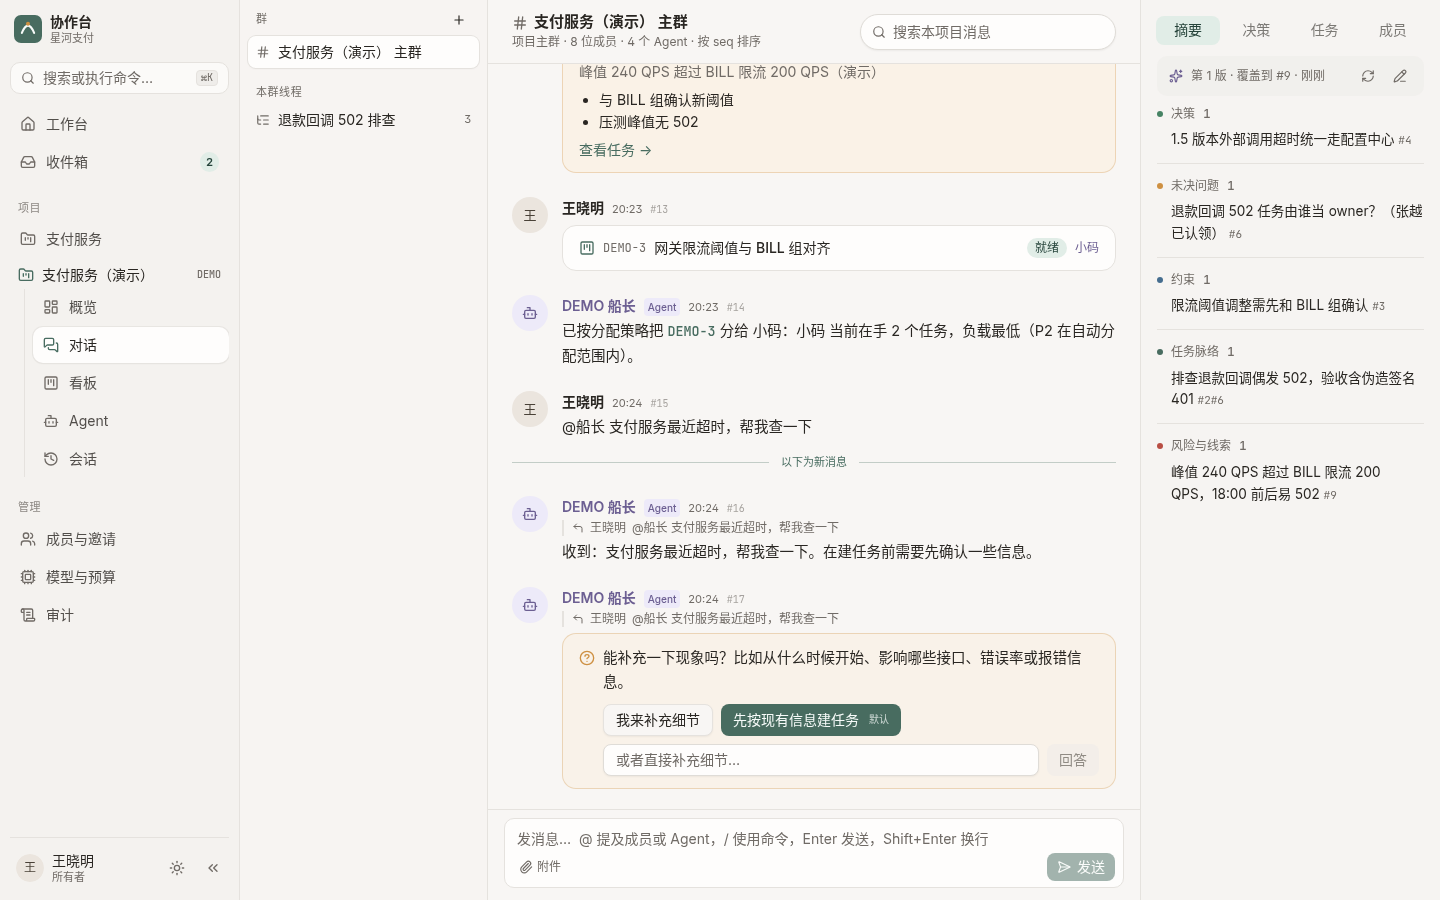 协作台
星河支付
搜索或执行命令... ⌘K
工作台
收件箱 2
项目
支付服务
支付服务（演示） DEMO
概览
对话
看板
Agent
会话
管理
成员与邀请
模型与预算
审计
王 王晓明
所有者
群
# 支付服务（演示） 主群
本群线程
退款回调 502 排查 3
# 支付服务（演示） 主群
项目主群 · 8 位成员 · 4 个 Agent · 按 seq 排序
搜索本项目消息
峰值 240 QPS 超过 BILL 限流 200 QPS（演示）
• 与 BILL 组确认新阈值
• 压测峰值无 502
查看任务 →
王 王晓明 20:23 #13
DEMO-3 网关限流阈值与 BILL 组对齐 就绪 小码
DEMO 船长 Agent 20:23 #14
已按分配策略把 DEMO-3 分给 小码：小码 当前在手 2 个任务，负载最低（P2 在自动分
配范围内）。
王 王晓明 20:24 #15
@船长 支付服务最近超时，帮我查一下
以下为新消息
DEMO 船长 Agent 20:24 #16
王晓明 @船长 支付服务最近超时，帮我查一下
收到：支付服务最近超时，帮我查一下。在建任务前需要先确认一些信息。
DEMO 船长 Agent 20:24 #17
王晓明 @船长 支付服务最近超时，帮我查一下
能补充一下现象吗？比如从什么时候开始、影响哪些接口、错误率或报错信
息。
我来补充细节 先按现有信息建任务 默认
或者直接补充细节... 回答
发消息... @ 提及成员或 Agent，/ 使用命令，Enter 发送，Shift+Enter 换行
附件 发送
摘要 决策 任务 成员
第 1 版 · 覆盖到 #9 · 刚刚
决策 1
1.5 版本外部调用超时统一走配置中心 #4
未决问题 1
退款回调 502 任务由谁当 owner？（张越
已认领） #6
约束 1
限流阈值调整需先和 BILL 组确认 #3
任务脉络 1
排查退款回调偶发 502，验收含伪造签名
401 #2#6
风险与线索 1
峰值 240 QPS 超过 BILL 限流 200
QPS，18:00 前后易 502 #9